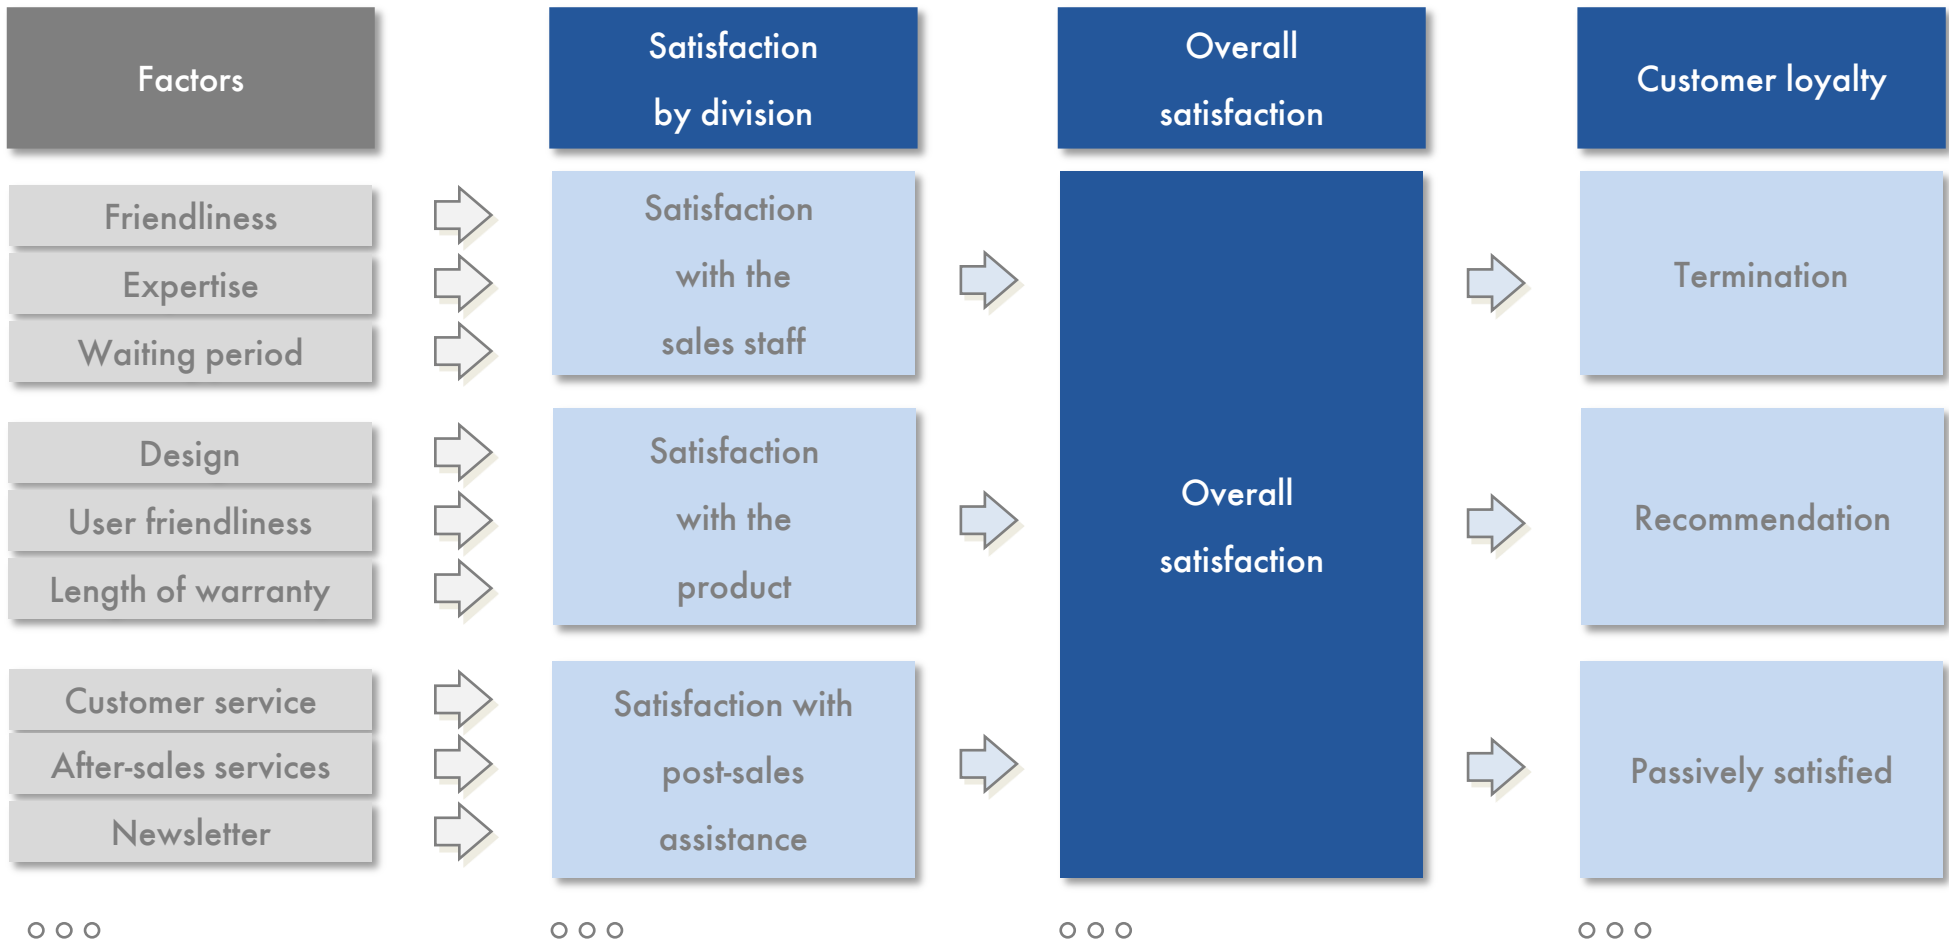 Factors
Satisfaction
by division
Overall
satisfaction
Customer loyalty
Friendliness
Expertise
Waiting period
Satisfaction
with the
sales staff
Design
User friendliness
Length of warranty
Satisfaction
with the
product
Customer service
After-sales services
Newsletter
Satisfaction with
post-sales
assistance
Overall
satisfaction
Termination
Recommendation
Passively satisfied